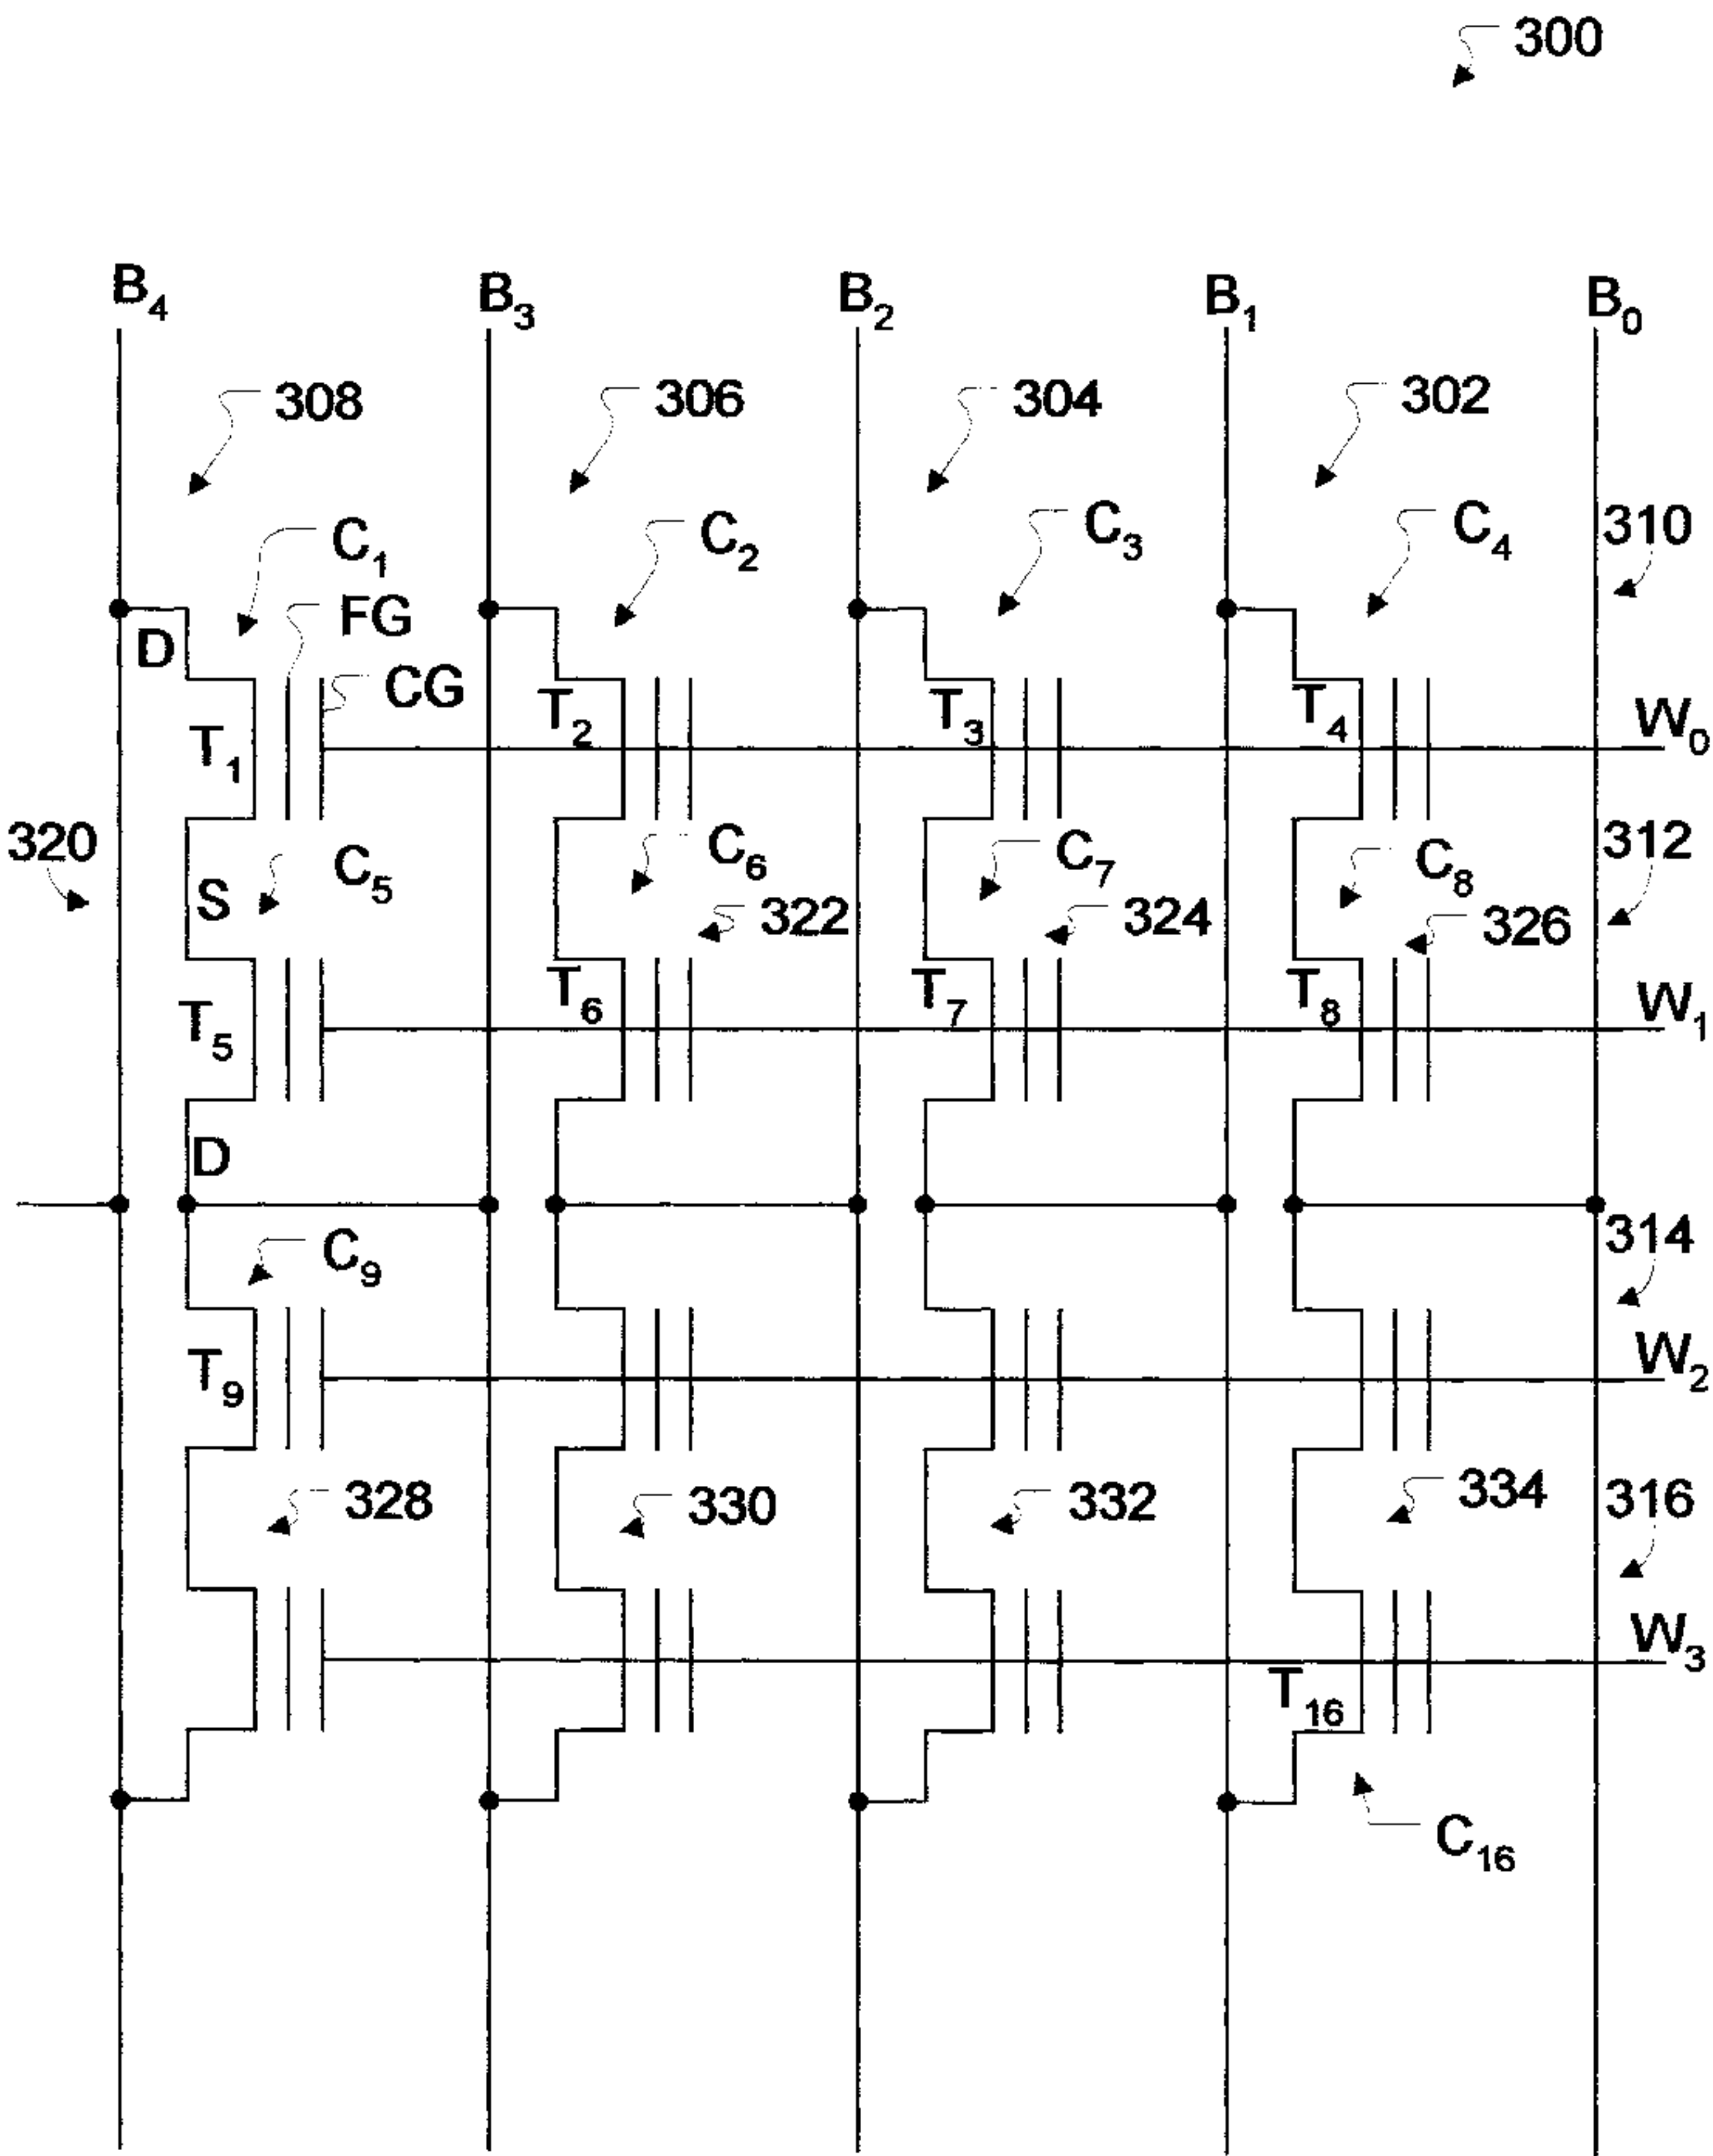 300
B₄ B₃ B₂ B₁ B₀
308 306 304 302
C₁ C₂ C₃ C₄ 310
FG
D
CG
T₁ T₂ T₃ T₄ W₀
320 C₅ C₆ C₇ C₈ 312
S 322 324 326
T₅ T₆ T₇ T₈ W₁
D
C₉ 314
T₉ W₂
328 330 332 334 316
W₃
T₁₆
C₁₆